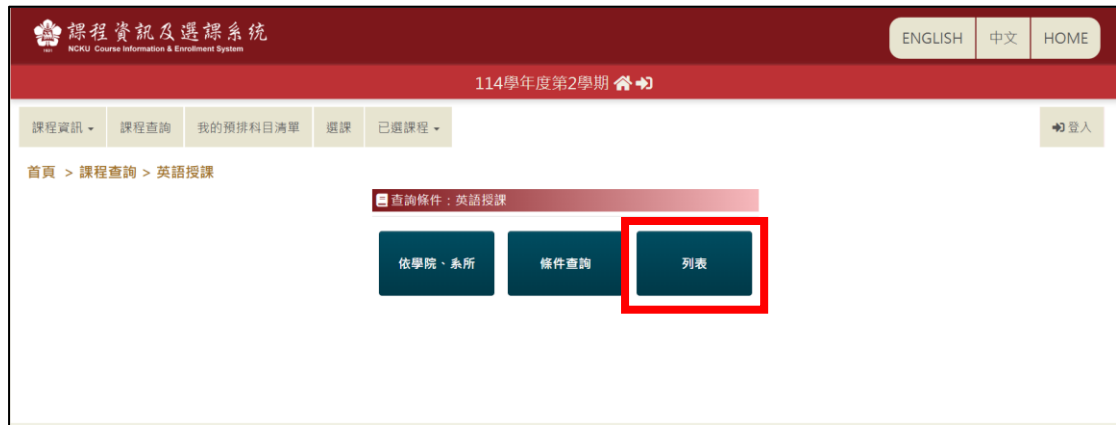 課程資訊及選課系統
NCKU Course Information & Enrollment System
1931
ENGLISH 中文 HOME
114學年度第2學期
課程資訊 課程查詢 我的預排科目清單 選課 已選課程 登入
首頁 > 課程查詢 > 英語授課
查詢條件：英語授課
依學院、系所 條件查詢 列表